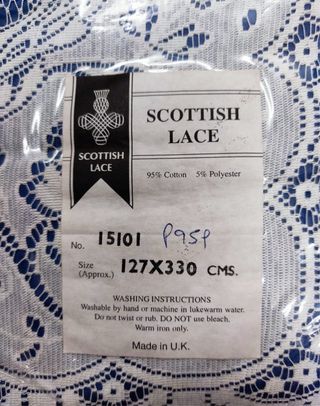 SCOTTISH
LACE
SCOTTISH
LACE
95% Cotton 5% Polyester
No. 15101 P95P
Size
(Approx.) 127X330 CMS.
WASHING INSTRUCTIONS
Washable by hand or machine in lukewarm water.
Do not twist or rub. DO NOT use bleach.
Warm iron only.
Made in U.K.